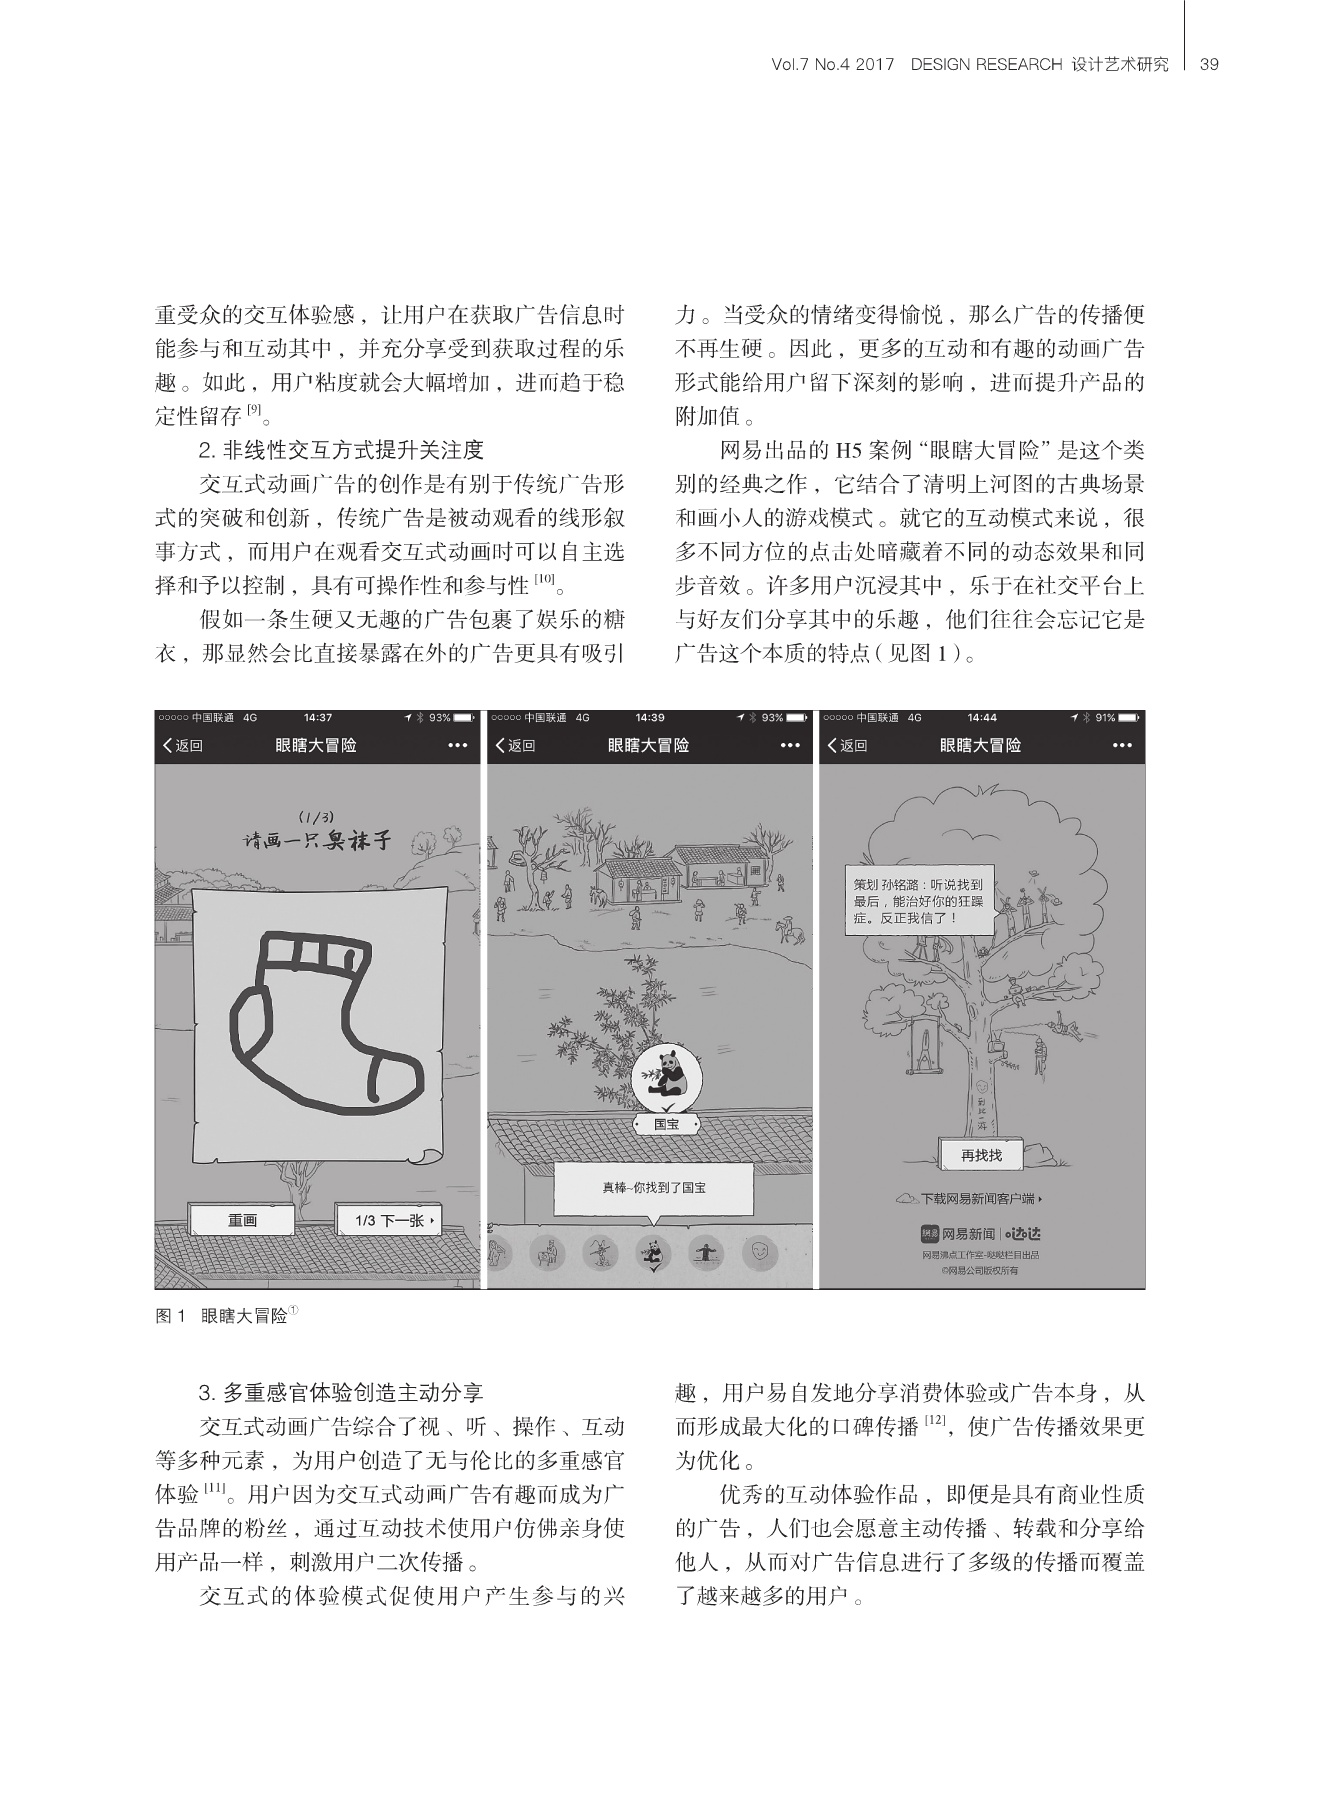 Vol.7 No.4 2017 DESIGN RESEARCH 设计艺术研究 39
重受众的交互体验感，让用户在获取广告信息时
能参与和互动其中，并充分享受到获取过程的乐
趣。如此，用户粘度就会大幅增加，进而趋于稳
定性留存[9]。
2. 非线性交互方式提升关注度
交互式动画广告的创作是有别于传统广告形
式的突破和创新，传统广告是被动观看的线形叙
事方式，而用户在观看交互式动画时可以自主选
择和予以控制，具有可操作性和参与性[10]。
假如一条生硬又无趣的广告包裹了娱乐的糖
衣，那显然会比直接暴露在外的广告更具有吸引
力。当受众的情绪变得愉悦，那么广告的传播便
不再生硬。因此，更多的互动和有趣的动画广告
形式能给用户留下深刻的影响，进而提升产品的
附加值。
网易出品的 H5 案例“眼瞎大冒险”是这个类
别的经典之作，它结合了清明上河图的古典场景
和画小人的游戏模式。就它的互动模式来说，很
多不同方位的点击处暗藏着不同的动态效果和同
步音效。许多用户沉浸其中，乐于在社交平台上
与好友们分享其中的乐趣，他们往往会忘记它是
广告这个本质的特点（见图 1）。
中国联通 4G 14:37 93%
返回 眼瞎大冒险 •••
(1/3)
请画一只臭袜子
重画 1/3 下一张
中国联通 4G 14:39 93%
返回 眼瞎大冒险 •••
国宝
真棒~你找到了国宝
中国联通 4G 14:44 91%
返回 眼瞎大冒险 •••
策划 孙铭潞：听说找到
最后，能治好你的狂躁
症。反正我信了！
到此一游
再找找
下载网易新闻客户端
网易 网易新闻 哒哒
网易沸点工作室-哒哒栏目出品
©网易公司版权所有
图 1 眼瞎大冒险①
3. 多重感官体验创造主动分享
交互式动画广告综合了视、听、操作、互动
等多种元素，为用户创造了无与伦比的多重感官
体验[11]。用户因为交互式动画广告有趣而成为广
告品牌的粉丝，通过互动技术使用户仿佛亲身使
用产品一样，刺激用户二次传播。
交互式的体验模式促使用户产生参与的兴
趣，用户易自发地分享消费体验或广告本身，从
而形成最大化的口碑传播[12]，使广告传播效果更
为优化。
优秀的互动体验作品，即便是具有商业性质
的广告，人们也会愿意主动传播、转载和分享给
他人，从而对广告信息进行了多级的传播而覆盖
了越来越多的用户。